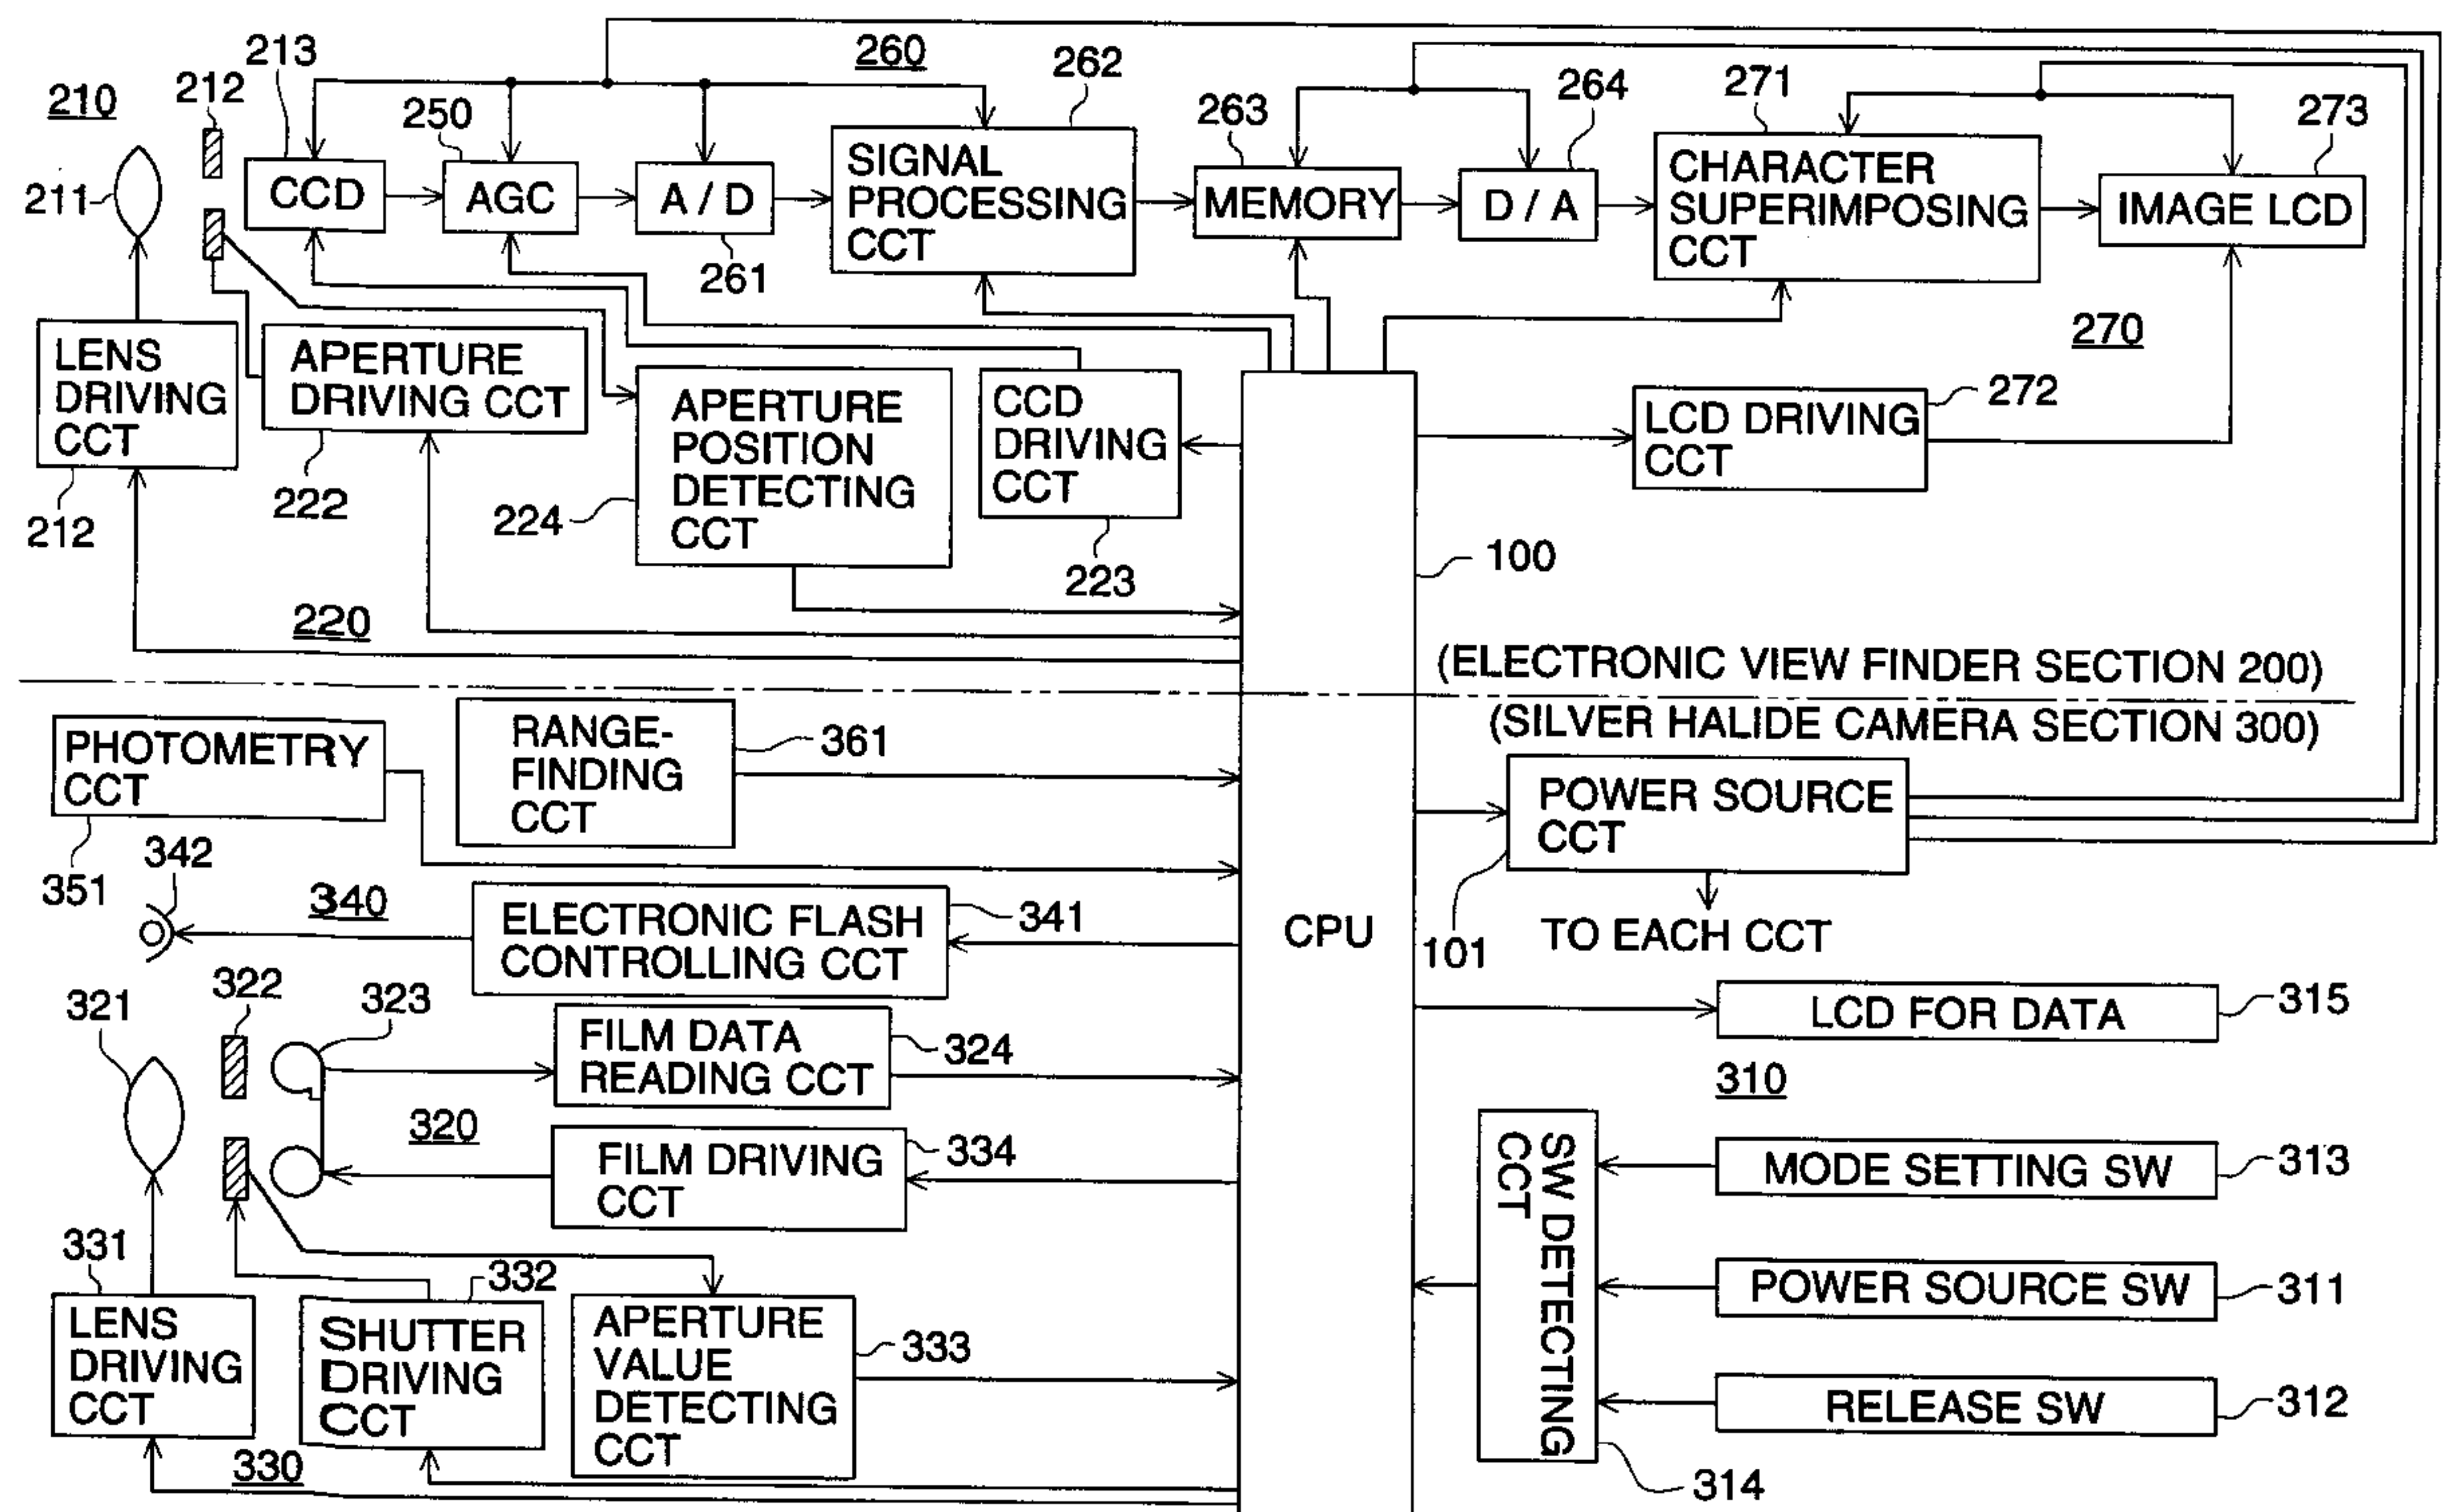 260
213
262
212
210
250
271
264
263
273
211
CCD
AGC
A / D
SIGNAL
PROCESSING
CCT
MEMORY
D / A
CHARACTER
SUPERIMPOSING
CCT
IMAGE LCD
261
270
LENS
DRIVING
CCT
APERTURE
DRIVING CCT
APERTURE
POSITION
DETECTING
CCT
CCD
DRIVING
CCT
LCD DRIVING
CCT
272
212
222
224
223
100
220
(ELECTRONIC VIEW FINDER SECTION 200)
(SILVER HALIDE CAMERA SECTION 300)
PHOTOMETRY
CCT
RANGE-
FINDING
CCT
361
POWER SOURCE
CCT
351
342
340
ELECTRONIC FLASH
CONTROLLING CCT
341
CPU
101
TO EACH CCT
321
322
323
FILM DATA
READING CCT
324
LCD FOR DATA
315
310
320
FILM DRIVING
CCT
334
SW DETECTING
CCT
MODE SETTING SW
313
331
332
POWER SOURCE SW
311
LENS
DRIVING
CCT
SHUTTER
DRIVING
CCT
APERTURE
VALUE
DETECTING
CCT
333
RELEASE SW
312
330
314